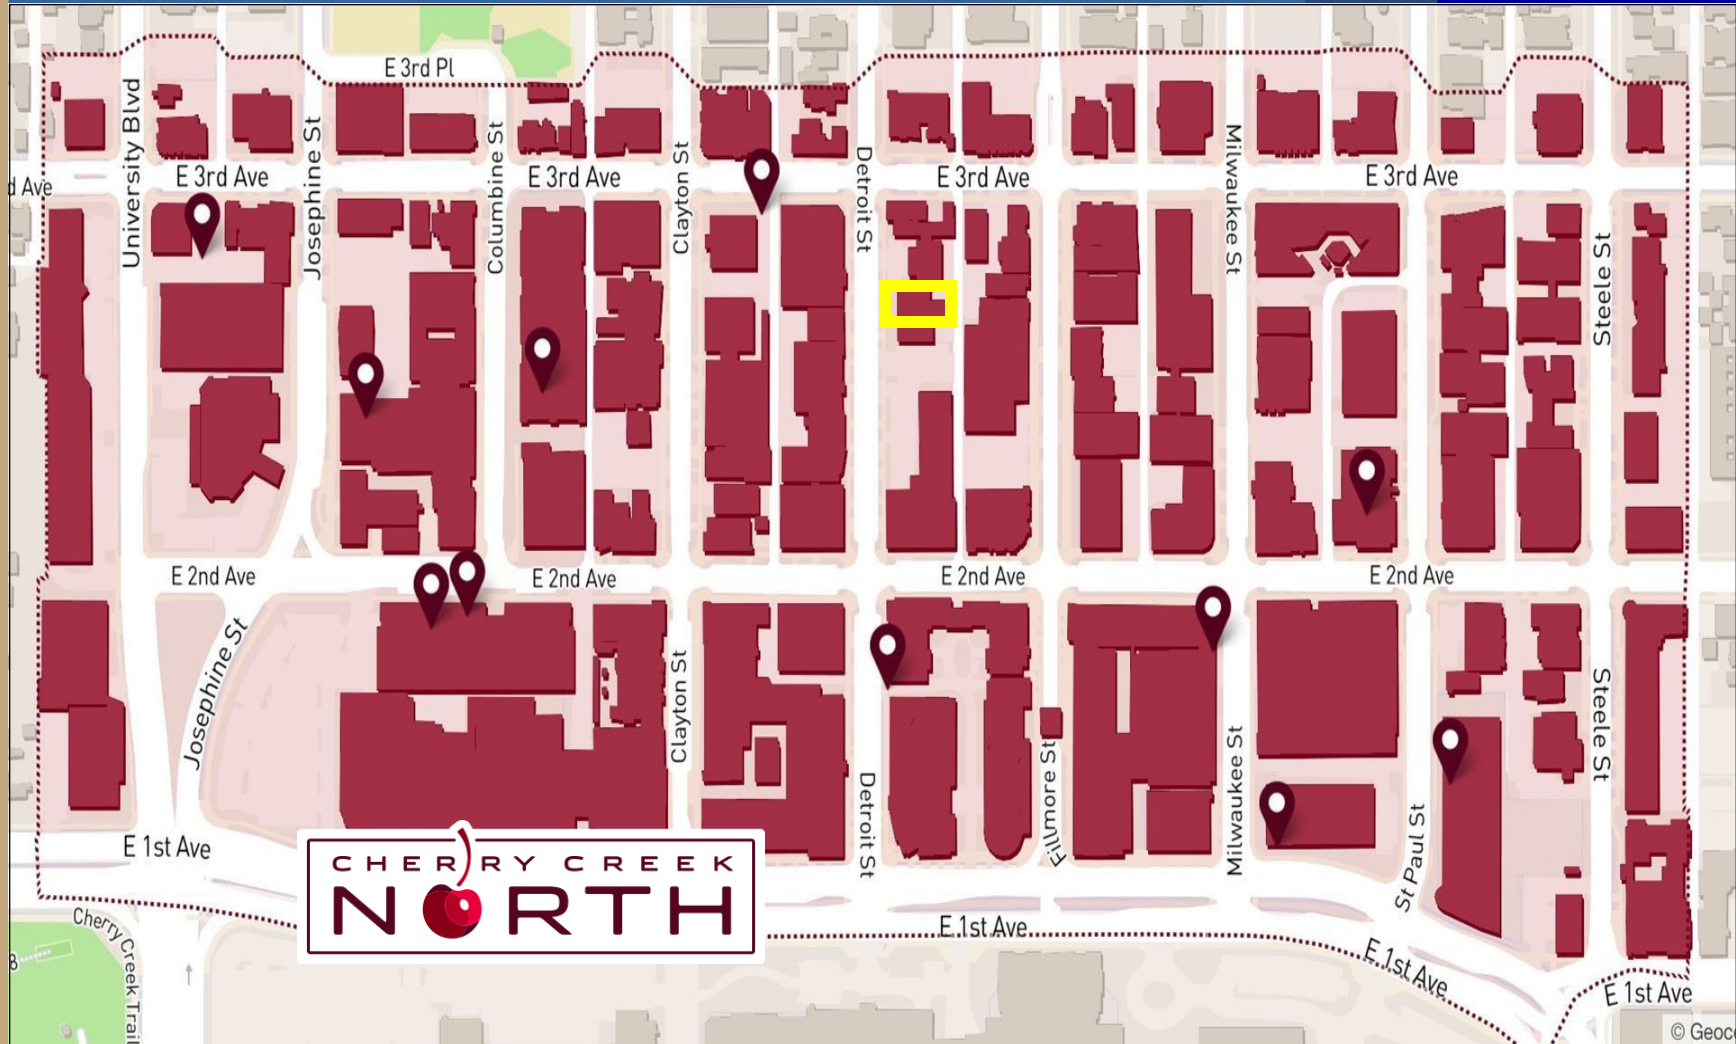 E 3rd Pl
University Blvd
Josephine St
Columbine St
Clayton St
Detroit St
Milwaukee St
d Ave
E 3rd Ave
E 3rd Ave
E 3rd Ave
E 3rd Ave
Steele St
E 2nd Ave
E 2nd Ave
E 2nd Ave
E 2nd Ave
Josephine St
Clayton St
Detroit St
Fillmore St
Milwaukee St
St Paul St
Steele St
E 1st Ave
CHERRY CREEK
NORTH
E 1st Ave
E 1st Ave
E 1st Ave
Cherry Creek Trail
8
© Geoc